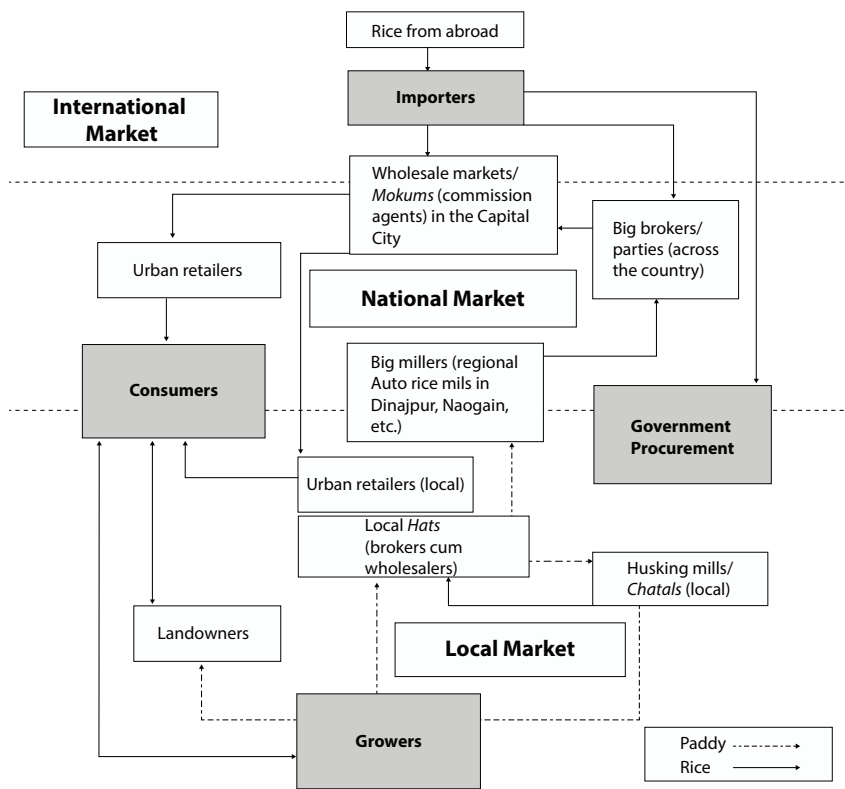 Rice from abroad
Importers
International
Market
Wholesale markets/
Mokums (commission
agents) in the Capital
City
Big brokers/
parties (across
the country)
Urban retailers
National Market
Big millers (regional
Auto rice mils in
Dinajpur, Naogain,
etc.)
Consumers
Government
Procurement
Urban retailers (local)
Local Hats
(brokers cum
wholesalers)
Husking mills/
Chatals (local)
Landowners
Local Market
Growers
Paddy
Rice